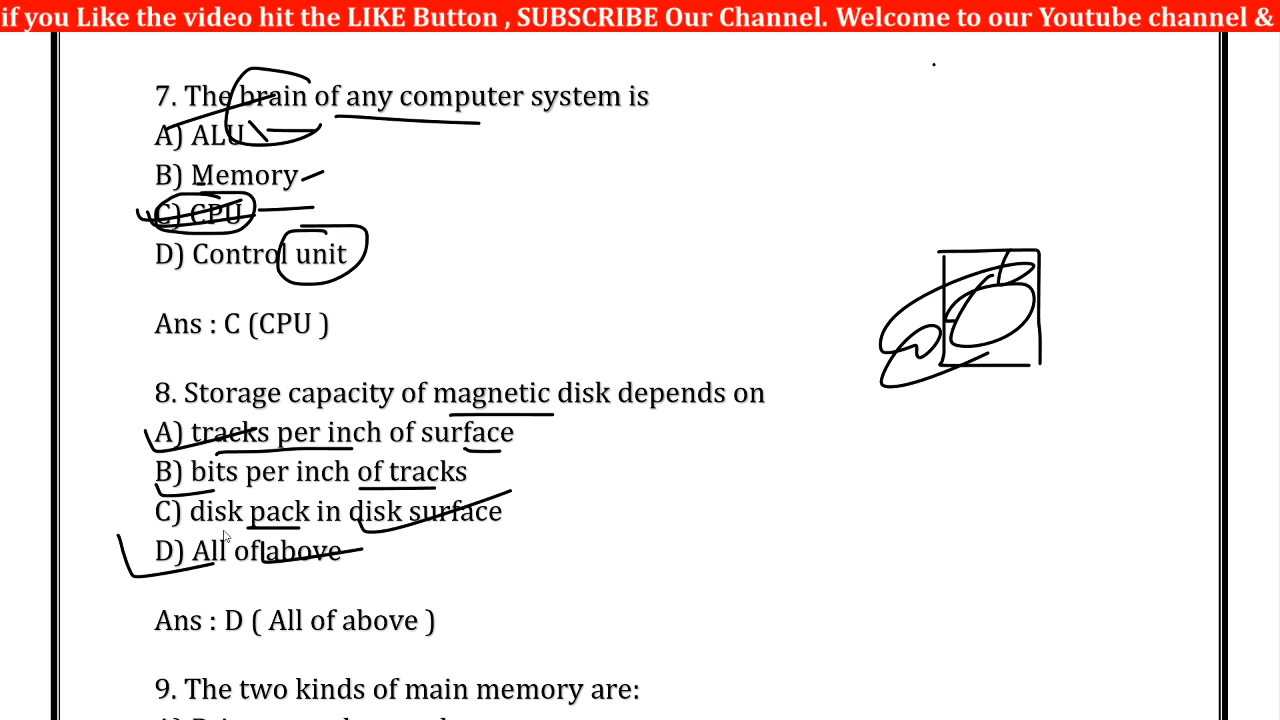 if you Like the video hit the LIKE Button , SUBSCRIBE Our Channel. Welcome to our Youtube channel &
7. The brain of any computer system is
A) ALU
B) Memory
C) CPU
D) Control unit
Ans : C (CPU )
8. Storage capacity of magnetic disk depends on
A) tracks per inch of surface
B) bits per inch of tracks
C) disk pack in disk surface
D) All of above
Ans : D ( All of above )
9. The two kinds of main memory are: